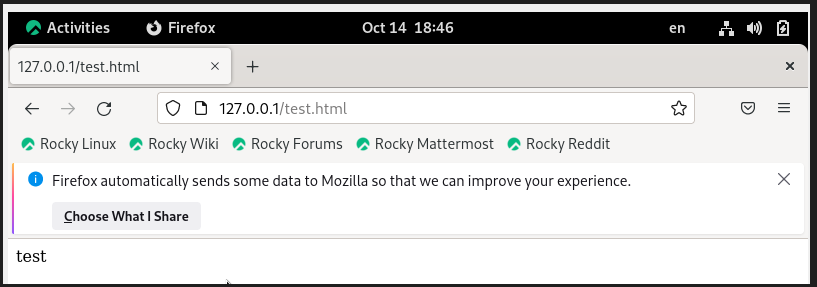 Activities Firefox Oct 14 18:46 en
127.0.0.1/test.html
127.0.0.1/test.html
Rocky Linux Rocky Wiki Rocky Forums Rocky Mattermost Rocky Reddit
Firefox automatically sends some data to Mozilla so that we can improve your experience.
Choose What I Share
test